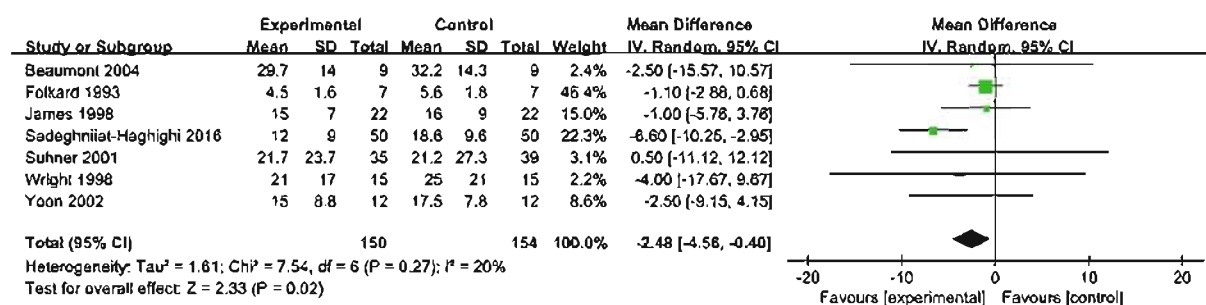 Experimental Control Mean Difference Mean Difference
Study or Subgroup Mean SD Total Mean SD Total Weight IV. Random. 95% CI IV. Random. 95% CI
Beaumont 2004 29.7 14 9 32.2 14.3 9 2.4% -2.50 [-15.57, 10.57]
Folkard 1993 4.5 1.6 7 5.6 1.8 7 46.4% -1.10 [-2.88, 0.68]
James 1998 15 7 22 16 9 22 15.0% -1.00 [-5.76, 3.76]
Sadeghniiat-Haghighi 2016 12 9 50 18.6 9.6 50 22.3% -6.60 [-10.25, -2.95]
Suhner 2001 21.7 23.7 35 21.2 27.3 39 3.1% 0.50 [-11.12, 12.12]
Wright 1998 21 17 15 25 21 15 2.2% -4.00 [-17.67, 9.67]
Yoon 2002 15 8.8 12 17.5 7.8 12 8.6% -2.50 [-9.15, 4.15]
Total (95% CI) 150 154 100.0% -2.48 [-4.56, -0.40]
Heterogeneity: Tau² = 1.61; Chi² = 7.54, df = 6 (P = 0.27); I² = 20%
Test for overall effect: Z = 2.33 (P = 0.02)
-20 -10 0 10 20
Favours [experimental] Favours [control]